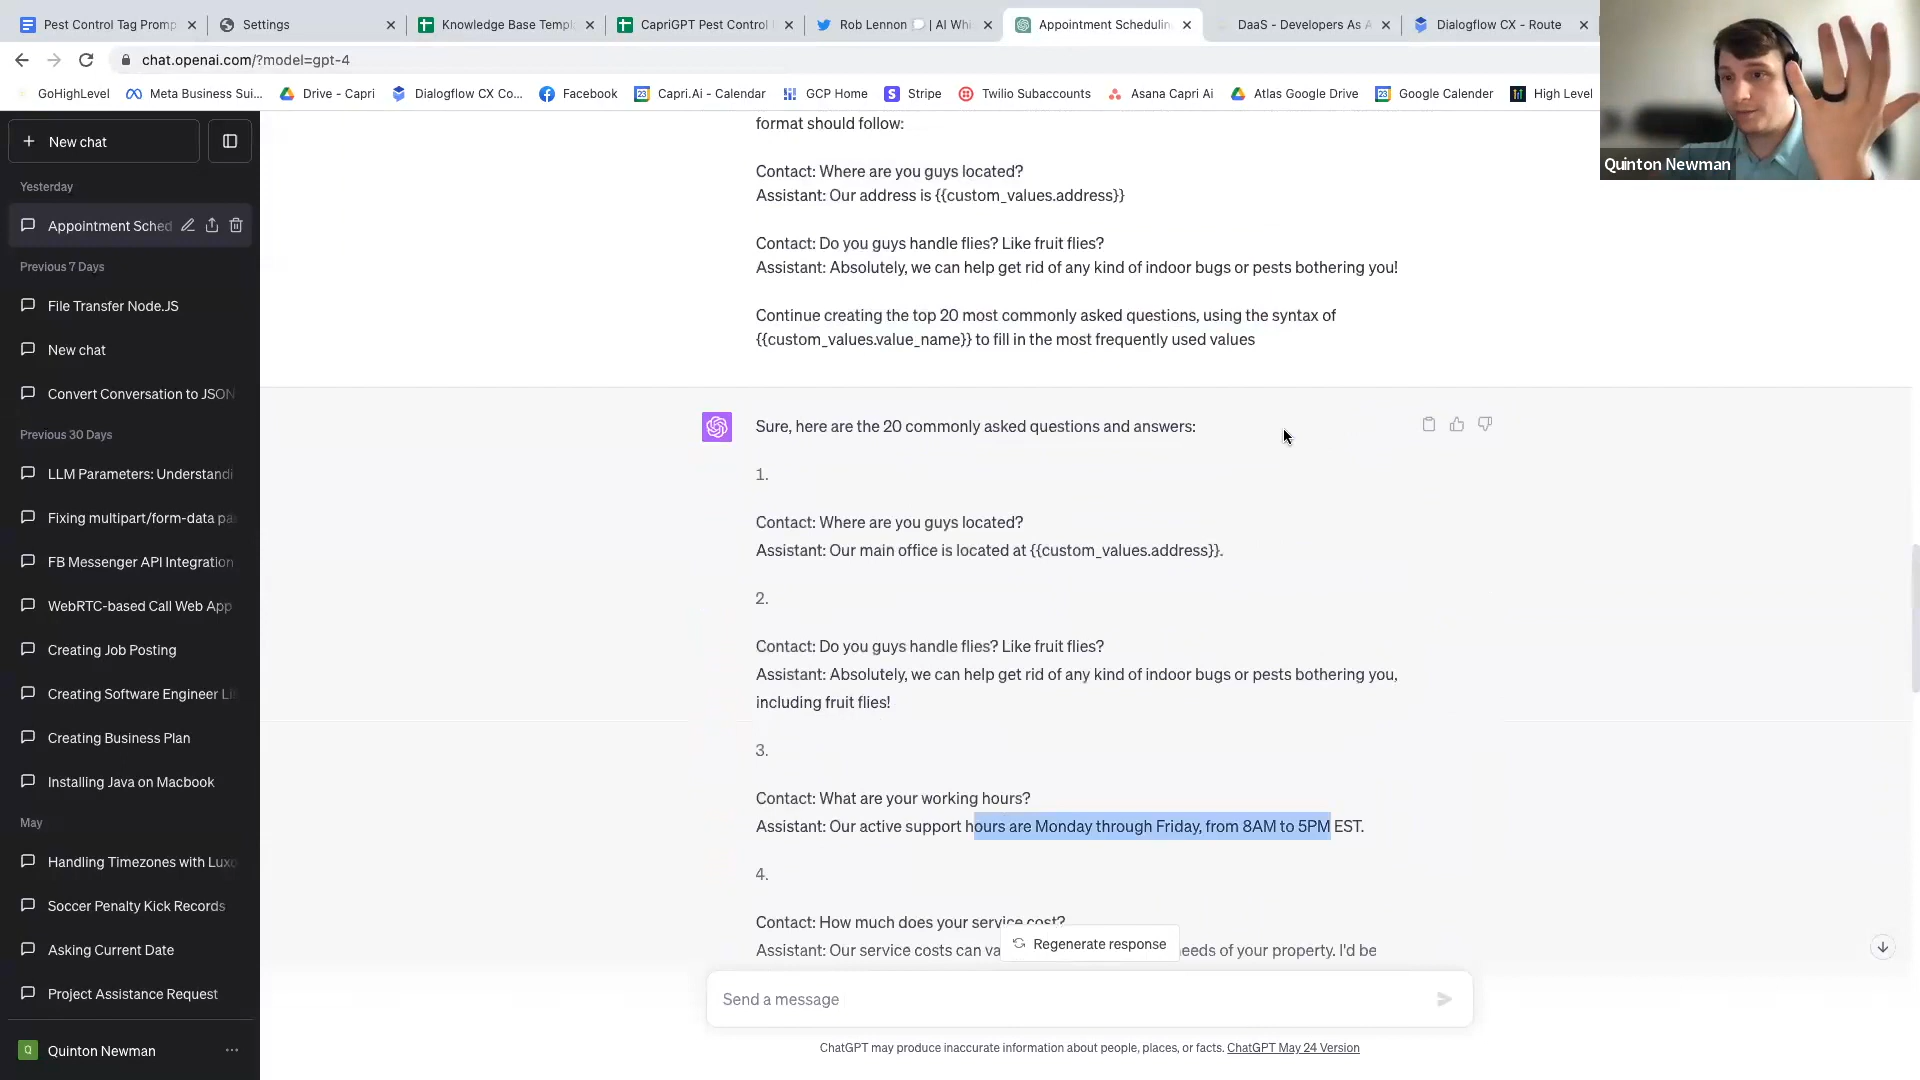 Pest Control Tag Promp
Settings
Knowledge Base Templ
CapriGPT Pest Control
Rob Lennon 💬 | AI Whi
Appointment Schedulin
DaaS - Developers As A
Dialogflow CX - Route
chat.openai.com/?model=gpt-4
GoHighLevel
Meta Business Sui...
Drive - Capri
Dialogflow CX Co...
Facebook
Capri.Ai - Calendar
GCP Home
Stripe
Twilio Subaccounts
Asana Capri Ai
Atlas Google Drive
Google Calender
High Level
Quinton Newman
New chat
Yesterday
Appointment Sched
Previous 7 Days
File Transfer Node.JS
New chat
Convert Conversation to JSON
Previous 30 Days
LLM Parameters: Understandi
Fixing multipart/form-data pa
FB Messenger API Integration
WebRTC-based Call Web App
Creating Job Posting
Creating Software Engineer Li
Creating Business Plan
Installing Java on Macbook
May
Handling Timezones with Luxo
Soccer Penalty Kick Records
Asking Current Date
Project Assistance Request
Quinton Newman
format should follow:
Contact: Where are you guys located?
Assistant: Our address is {{custom_values.address}}
Contact: Do you guys handle flies? Like fruit flies?
Assistant: Absolutely, we can help get rid of any kind of indoor bugs or pests bothering you!
Continue creating the top 20 most commonly asked questions, using the syntax of
{{custom_values.value_name}} to fill in the most frequently used values
Sure, here are the 20 commonly asked questions and answers:
1.
Contact: Where are you guys located?
Assistant: Our main office is located at {{custom_values.address}}.
2.
Contact: Do you guys handle flies? Like fruit flies?
Assistant: Absolutely, we can help get rid of any kind of indoor bugs or pests bothering you,
including fruit flies!
3.
Contact: What are your working hours?
Assistant: Our active support hours are Monday through Friday, from 8AM to 5PM EST.
4.
Contact: How much does your service cost?
Assistant: Our service costs can va
eeds of your property. I'd be
Regenerate response
Send a message
ChatGPT may produce inaccurate information about people, places, or facts. ChatGPT May 24 Version